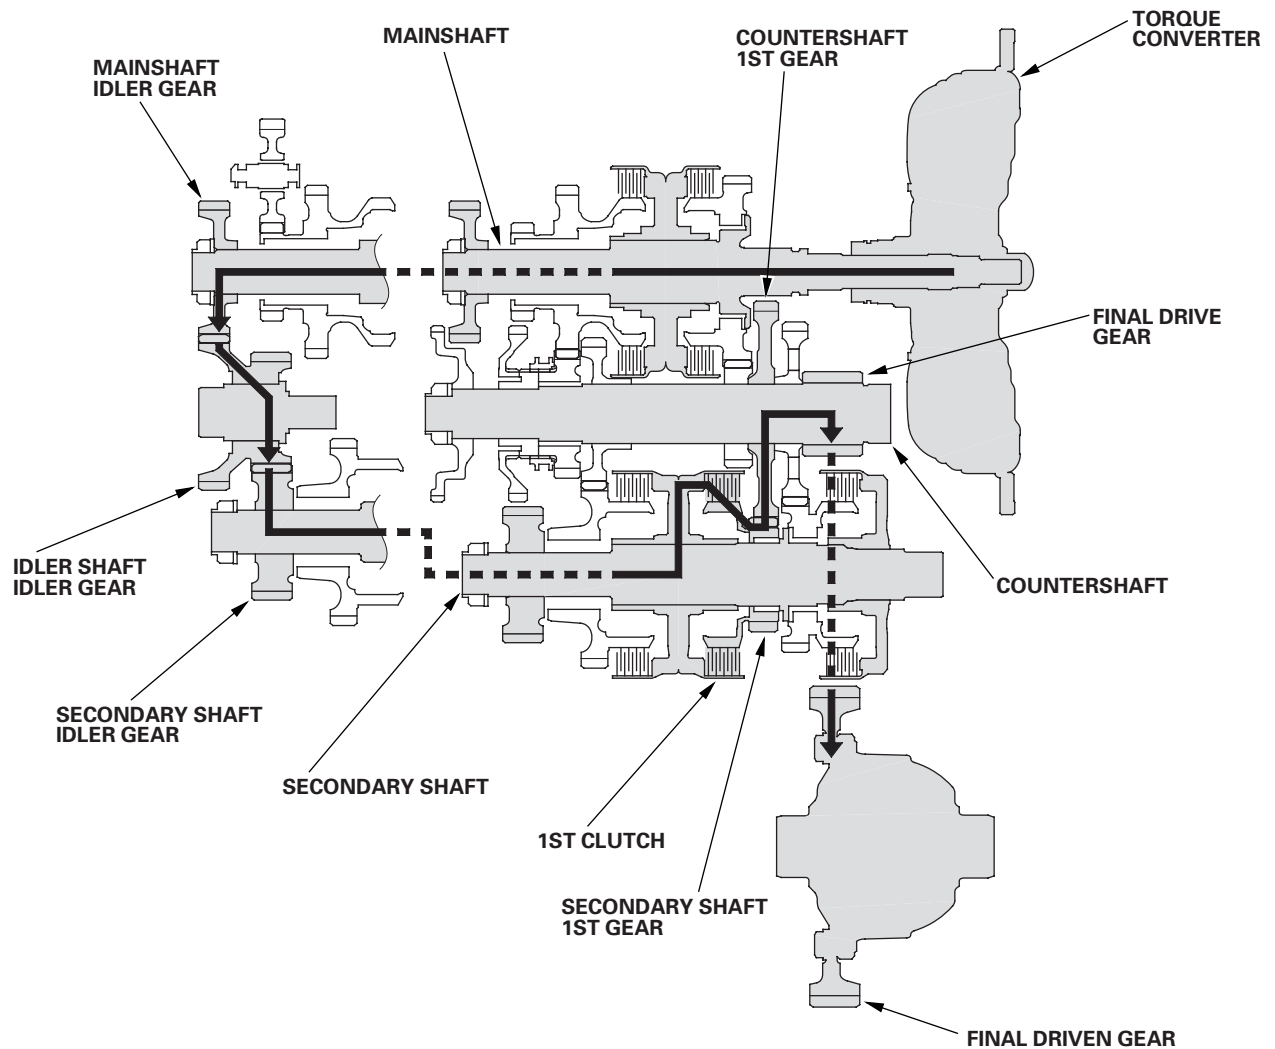 TORQUE
CONVERTER
MAINSHAFT
COUNTERSHAFT
1ST GEAR
MAINSHAFT
IDLER GEAR
FINAL DRIVE
GEAR
IDLER SHAFT
IDLER GEAR
COUNTERSHAFT
SECONDARY SHAFT
IDLER GEAR
SECONDARY SHAFT
1ST CLUTCH
SECONDARY SHAFT
1ST GEAR
FINAL DRIVEN GEAR